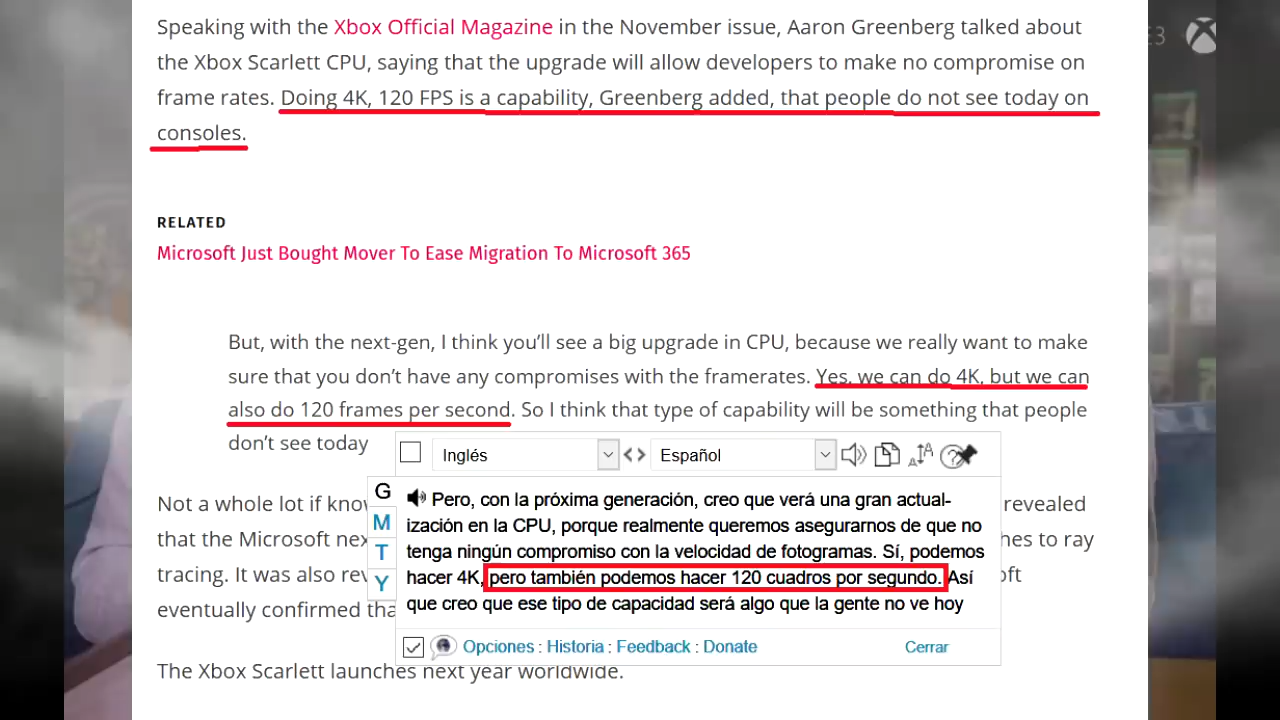 Speaking with the Xbox Official Magazine in the November issue, Aaron Greenberg talked about
the Xbox Scarlett CPU, saying that the upgrade will allow developers to make no compromise on
frame rates. Doing 4K, 120 FPS is a capability, Greenberg added, that people do not see today on
consoles.
RELATED
Microsoft Just Bought Mover To Ease Migration To Microsoft 365
But, with the next-gen, I think you’ll see a big upgrade in CPU, because we really want to make
sure that you don’t have any compromises with the framerates. Yes, we can do 4K, but we can
also do 120 frames per second. So I think that type of capability will be something that people
don’t see today
Inglés
Español
G
M
T
Y
Pero, con la próxima generación, creo que verá una gran actual-
ización en la CPU, porque realmente queremos asegurarnos de que no
tenga ningún compromiso con la velocidad de fotogramas. Sí, podemos
hacer 4K, pero también podemos hacer 120 cuadros por segundo. Así
que creo que ese tipo de capacidad será algo que la gente no ve hoy
Opciones : Historia : Feedback : Donate
Cerrar
Not a whole lot if revealed
that the Microsoft to ray
tracing. It was also
eventually confirmed
The Xbox Scarlett launches next year worldwide.